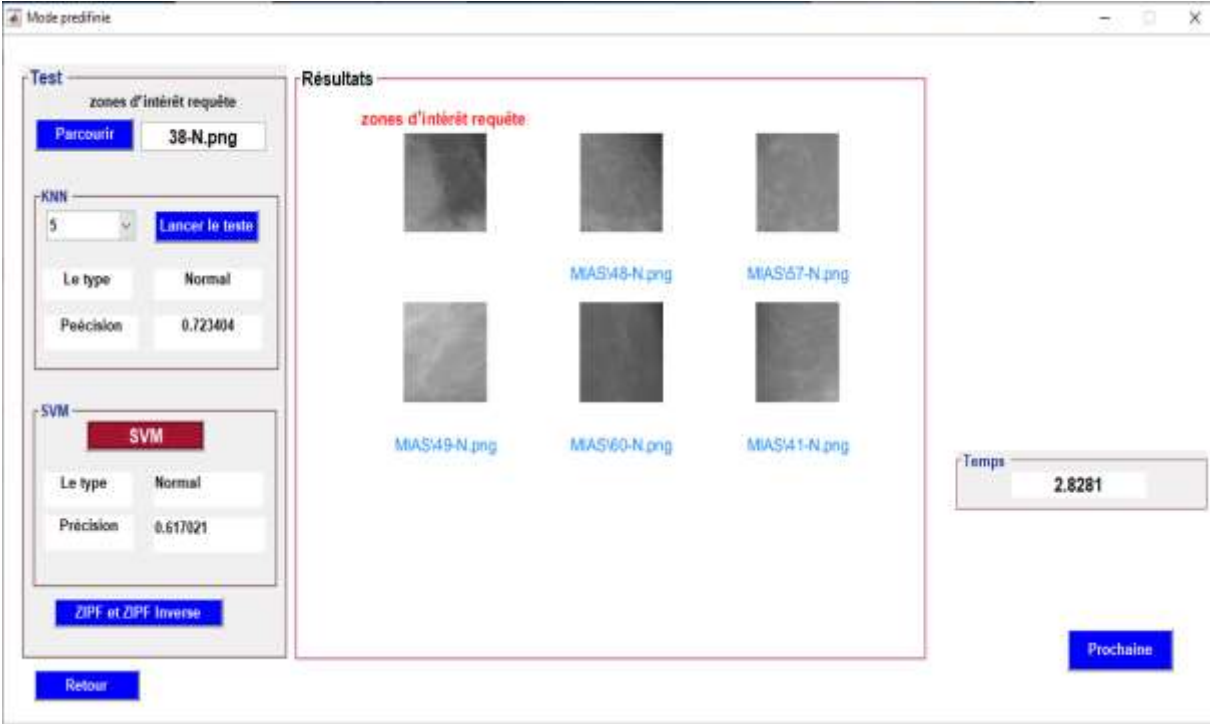 Mode predifinie
Test
zones d'intérêt requête
Parcourir
38-N.png
KNN
5
Lancer le teste
Le type
Normal
Peécision
0.723404
SVM
SVM
Le type
Normal
Précision
0.617021
ZIPF et ZIPF Inverse
Retour
Résultats
zones d'intérêt requête
MIAS\48-N.png
MIAS\57-N.png
MIAS\49-N.png
MIAS\60-N.png
MIAS\41-N.png
Temps
2.8281
Prochaine